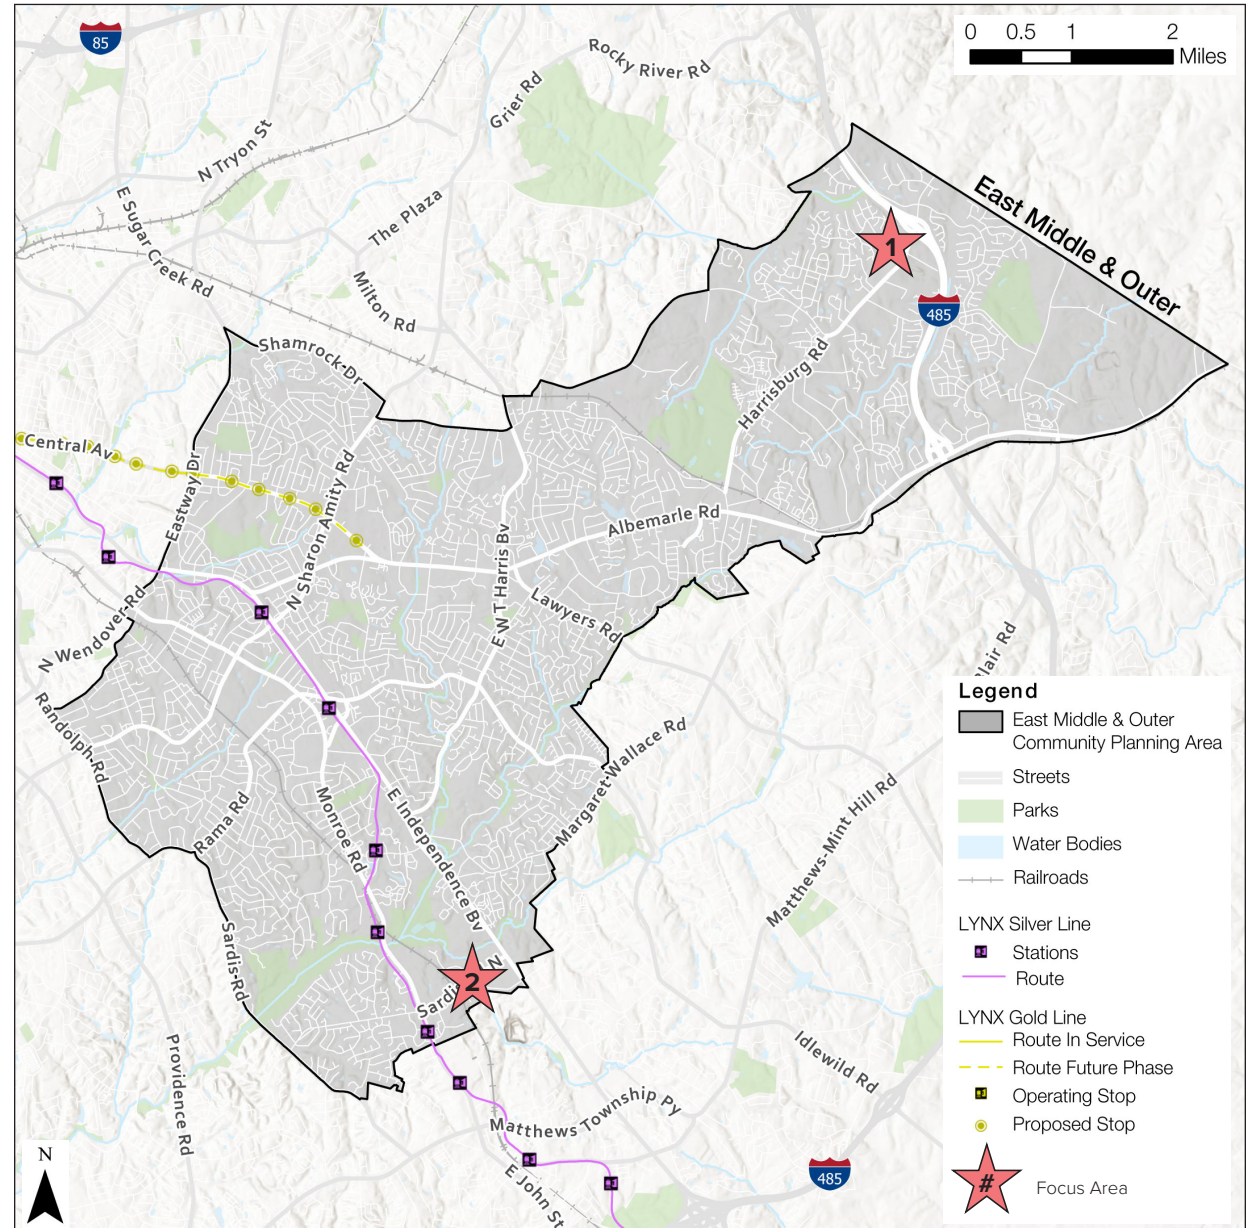 85
0 0.5 1 2
Miles
Rocky River Rd
Grier Rd
N Tryon St
E Sugar Creek Rd
The Plaza
Milton Rd
East Middle & Outer
1
485
Shamrock Dr
Harrisburg Rd
Central Av
Eastway Dr
N Sharon Amity Rd
Albemarle Rd
E W T Harris Bv
Lawyers Rd
N Wendover Rd
Randolph Rd
Margaret Wallace Rd
Rama Rd
Monroe Rd
E Independence Bv
Matthews-Mint Hill Rd
Sardis Rd
2
Sardis N
Providence Rd
Idlewild Rd
Matthews Township Py
E John St
485
N
lair Rd
Legend
East Middle & Outer
Community Planning Area
Streets
Parks
Water Bodies
Railroads
LYNX Silver Line
Stations
Route
LYNX Gold Line
Route In Service
Route Future Phase
Operating Stop
Proposed Stop
# Focus Area